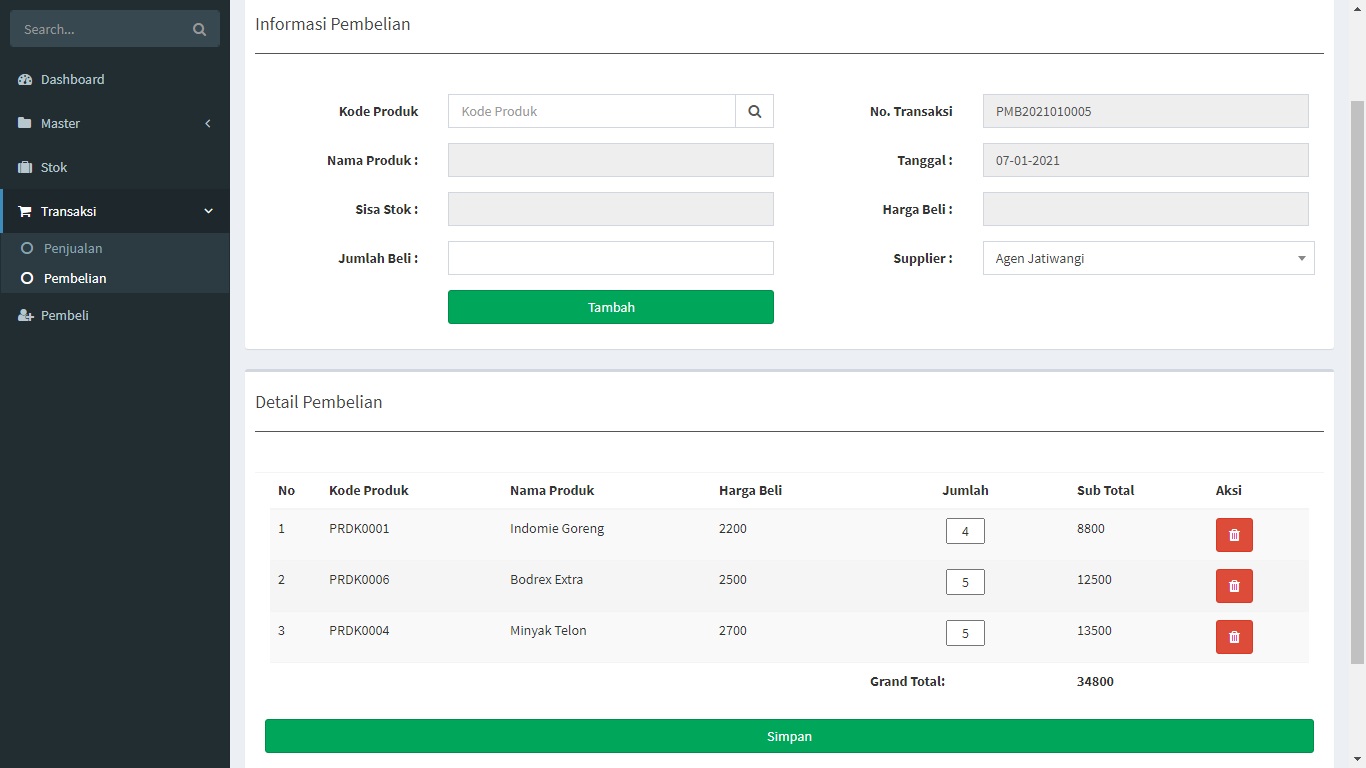 Search...
Dashboard
Master
Stok
Transaksi
Penjualan
Pembelian
Pembeli
Informasi Pembelian
Kode Produk Kode Produk No. Transaksi PMB2021010005
Nama Produk : Tanggal : 07-01-2021
Sisa Stok : Harga Beli :
Jumlah Beli : Supplier : Agen Jatiwangi
Tambah
Detail Pembelian
No Kode Produk Nama Produk Harga Beli Jumlah Sub Total Aksi
1 PRDK0001 Indomie Goreng 2200 4 8800
2 PRDK0006 Bodrex Extra 2500 5 12500
3 PRDK0004 Minyak Telon 2700 5 13500
Grand Total: 34800
Simpan